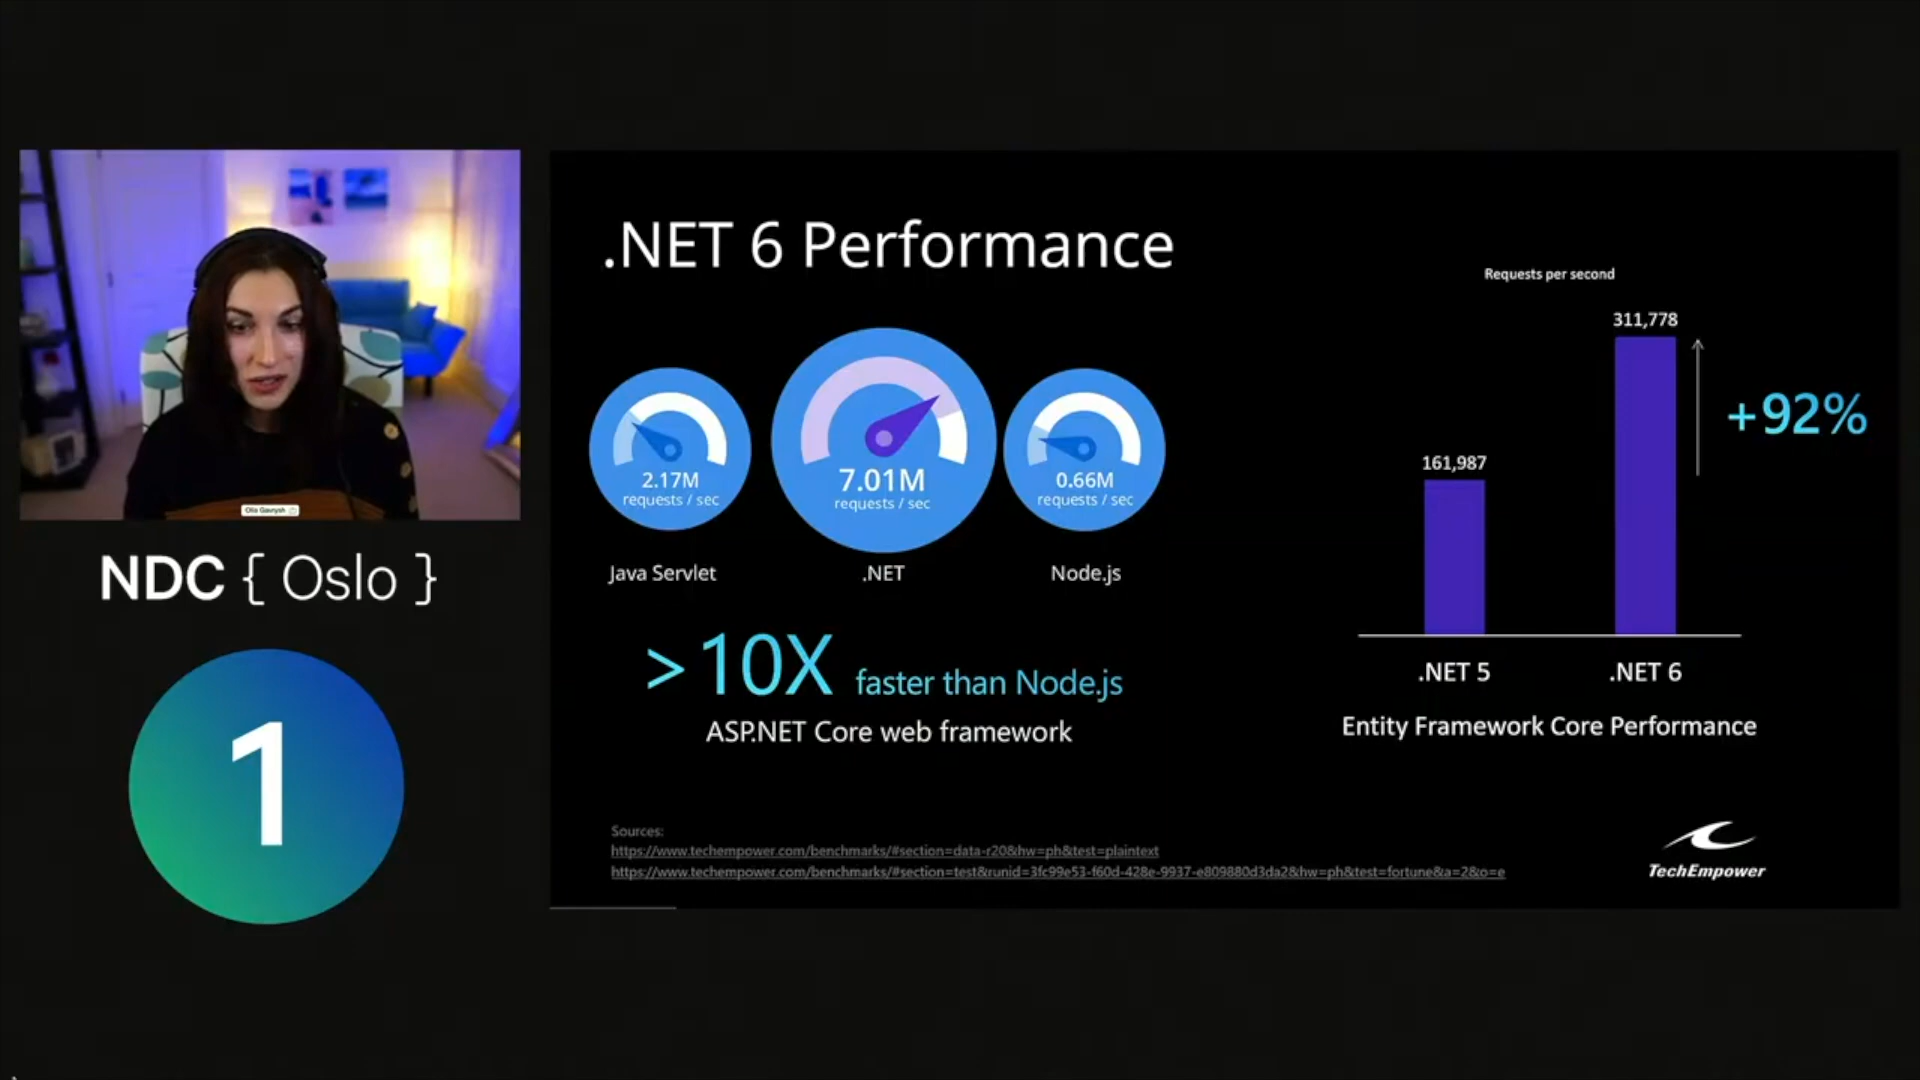 Olia Gavrysh
NDC { Oslo }
1
.NET 6 Performance
2.17M
requests / sec
Java Servlet
7.01M
requests / sec
.NET
0.66M
requests / sec
Node.js
> 10X faster than Node.js
ASP.NET Core web framework
Requests per second
161,987
311,778
+92%
.NET 5
.NET 6
Entity Framework Core Performance
Sources:
https://www.techempower.com/benchmarks/#section=data-r20&hw=ph&test=plaintext
https://www.techempower.com/benchmarks/#section=test&runid=3fc99e53-f60d-428e-9937-e809880d3da2&hw=ph&test=fortune&a=2&o=e
TechEmpower